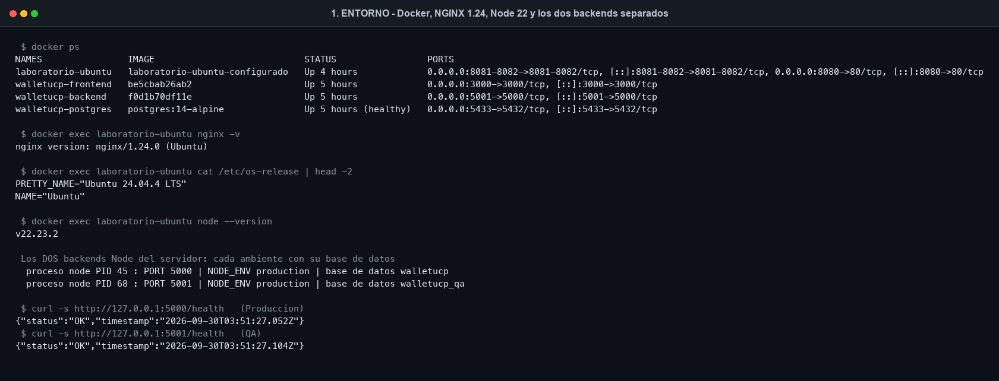 1. ENTORNO - Docker, NGINX 1.24, Node 22 y los dos backends separados
$ docker ps
NAMES IMAGE STATUS PORTS
laboratorio-ubuntu laboratorio-ubuntu-configurado Up 4 hours 0.0.0.0:8081-8082->8081-8082/tcp, [::]:8081-8082->8081-8082/tcp, 0.0.0.0:8080->80/tcp, [::]:8080->80/tcp
walletucp-frontend be5cbab26ab2 Up 5 hours 0.0.0.0:3000->3000/tcp, [::]:3000->3000/tcp
walletucp-backend f0d1b70df11e Up 5 hours 0.0.0.0:5001->5000/tcp, [::]:5001->5000/tcp
walletucp-postgres postgres:14-alpine Up 5 hours (healthy) 0.0.0.0:5433->5432/tcp, [::]:5433->5432/tcp
$ docker exec laboratorio-ubuntu nginx -v
nginx version: nginx/1.24.0 (Ubuntu)
$ docker exec laboratorio-ubuntu cat /etc/os-release | head -2
PRETTY_NAME="Ubuntu 24.04.4 LTS"
NAME="Ubuntu"
$ docker exec laboratorio-ubuntu node --version
v22.23.2
Los DOS backends Node del servidor: cada ambiente con su base de datos
proceso node PID 45 : PORT 5000 | NODE_ENV production | base de datos walletucp
proceso node PID 68 : PORT 5001 | NODE_ENV production | base de datos walletucp_qa
$ curl -s http://127.0.0.1:5000/health (Produccion)
{"status":"OK","timestamp":"2026-09-30T03:51:27.052Z"}
$ curl -s http://127.0.0.1:5001/health (QA)
{"status":"OK","timestamp":"2026-09-30T03:51:27.104Z"}